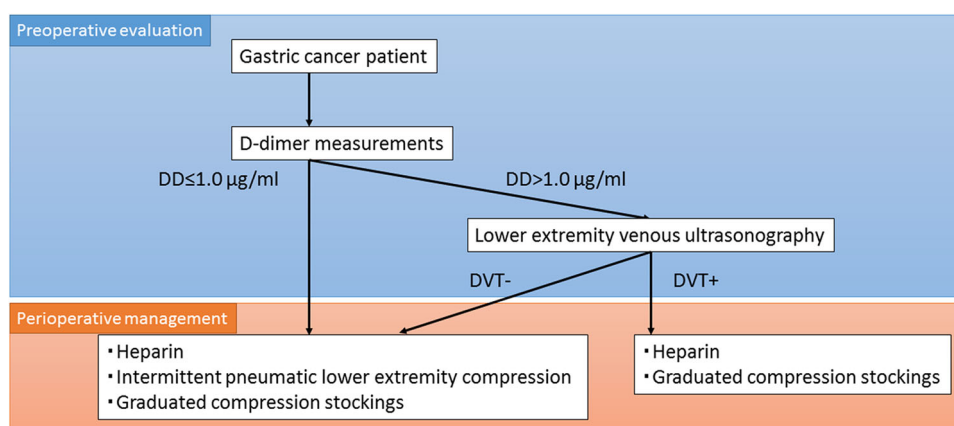 Preoperative evaluation
Gastric cancer patient
D-dimer measurements
DD≤1.0 μg/ml
DD>1.0 μg/ml
Lower extremity venous ultrasonography
DVT-
DVT+
Perioperative management
・Heparin
・Intermittent pneumatic lower extremity compression
・Graduated compression stockings
・Heparin
・Graduated compression stockings